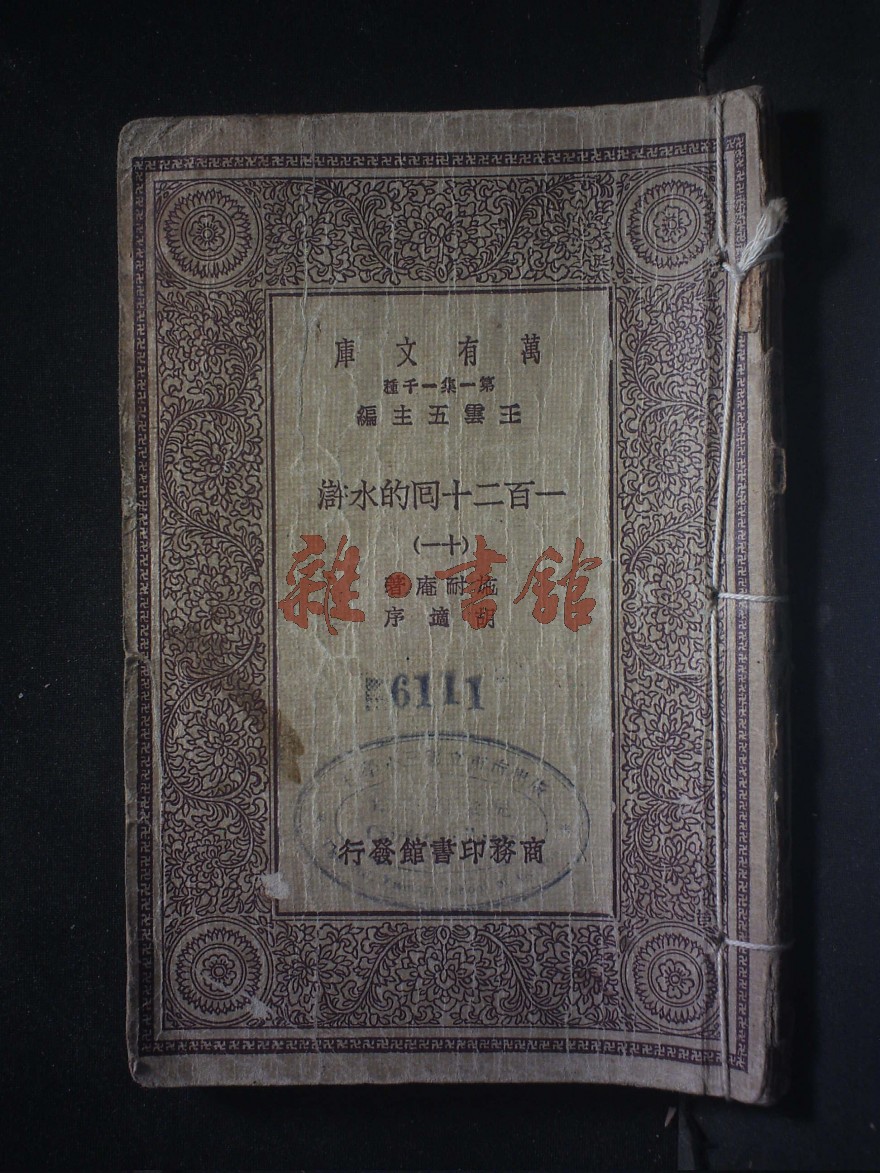 萬有文庫
第一集一千種
王雲五主編
一百二十回的水滸
(十一)
施耐庵著
胡適序
雜·書舘
6111
商務印書館發行